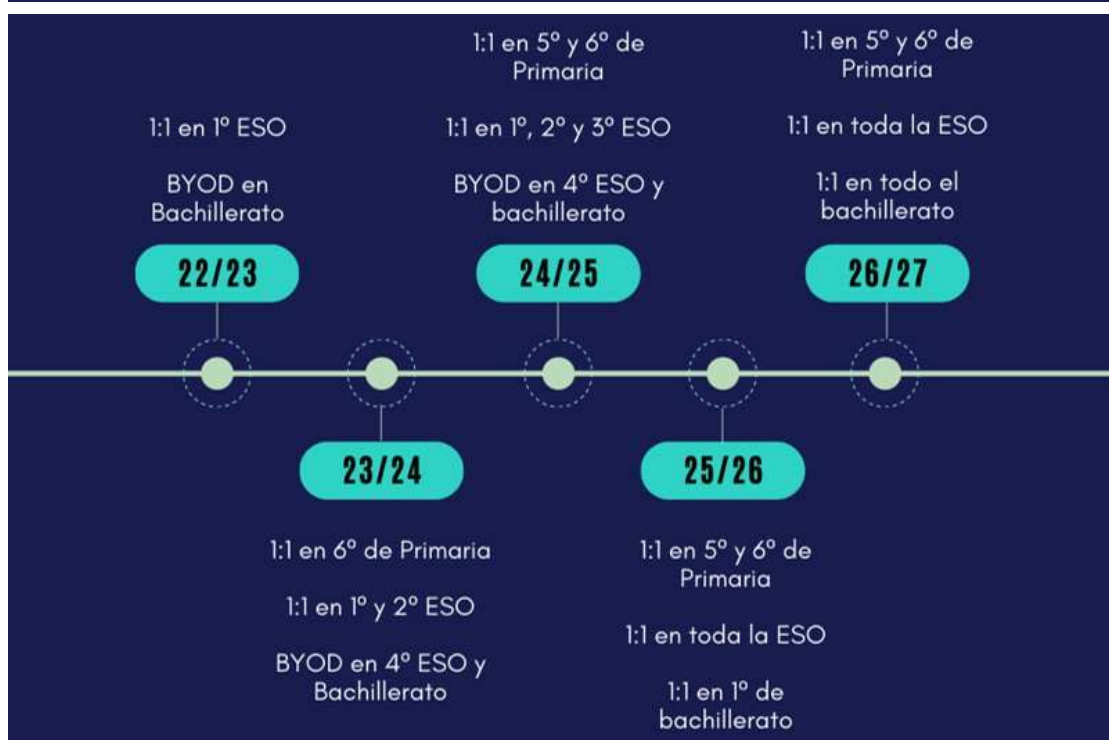 1:1 en 1º ESO
BYOD en
Bachillerato
22/23
1:1 en 6º de Primaria
1:1 en 1º y 2º ESO
BYOD en 4º ESO y
Bachillerato
23/24
1:1 en 5º y 6º de
Primaria
1:1 en 1º, 2º y 3º ESO
BYOD en 4º ESO y
bachillerato
24/25
1:1 en 5º y 6º de
Primaria
1:1 en toda la ESO
1:1 en 1º de
bachillerato
25/26
1:1 en 5º y 6º de
Primaria
1:1 en toda la ESO
1:1 en todo el
bachillerato
26/27